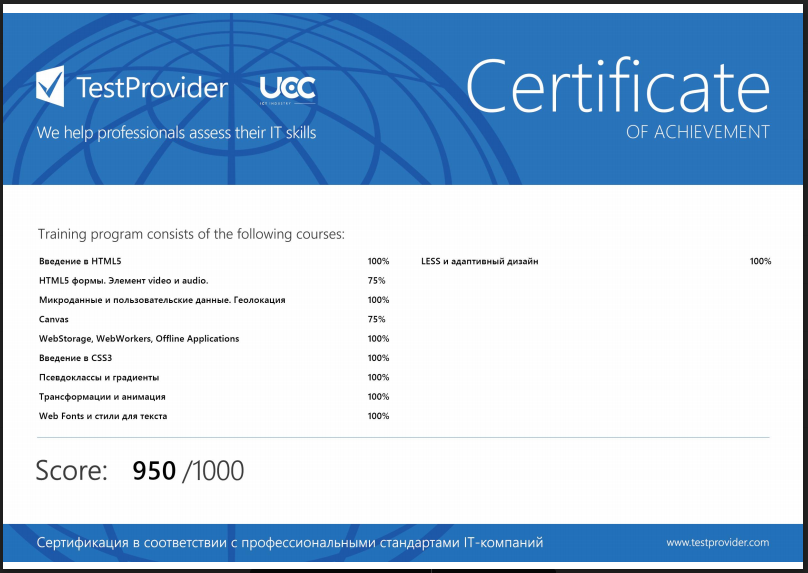 TestProvider
UCC
ICT INDUSTRY
We help professionals assess their IT skills
Certificate
OF ACHIEVEMENT
Training program consists of the following courses:
Введение в HTML5 100%
HTML5 формы. Элемент video и audio. 75%
Микроданные и пользовательские данные. Геолокация 100%
Canvas 75%
WebStorage, WebWorkers, Offline Applications 100%
Введение в CSS3 100%
Псевдоклассы и градиенты 100%
Трансформации и анимация 100%
Web Fonts и стили для текста 100%
LESS и адаптивный дизайн 100%
Score: 950 /1000
Сертификация в соответствии с профессиональными стандартами IT-компаний
www.testprovider.com